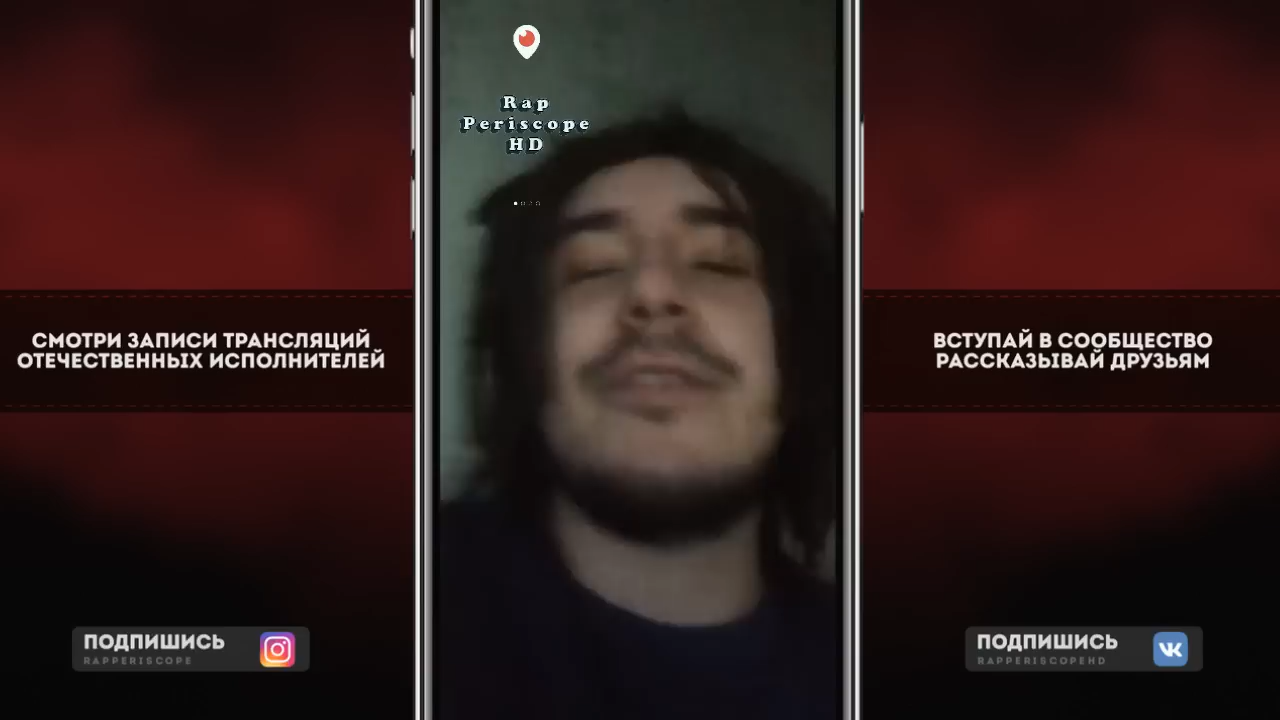 Rap
Periscope
HD
СМОТРИ ЗАПИСИ ТРАНСЛЯЦИЙ
ОТЕЧЕСТВЕННЫХ ИСПОЛНИТЕЛЕЙ
ВСТУПАЙ В СООБЩЕСТВО
РАССКАЗЫВАЙ ДРУЗЬЯМ
ПОДПИШИСЬ
RAPPERISCOPE
ПОДПИШИСЬ
RAPPERISCOPEHD